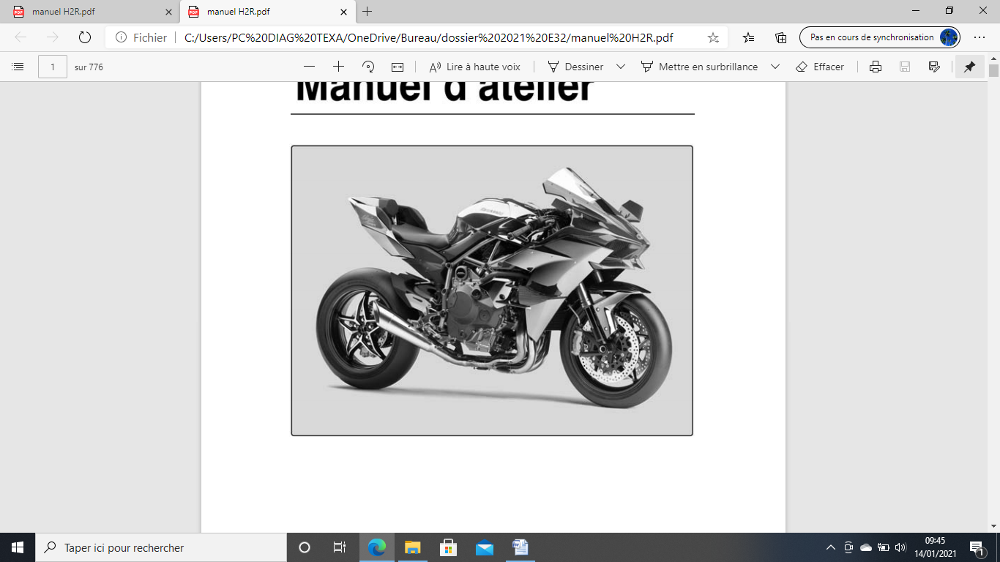 manuel H2R.pdf
manuel H2R.pdf
Fichier
C:/Users/PC%20DIAG%20TEXA/OneDrive/Bureau/dossier%202021%20E32/manuel%20H2R.pdf
Pas en cours de synchronisation
1
sur 776
Lire à haute voix
Dessiner
Mettre en surbrillance
Effacer
Manuel d'atelier
Taper ici pour rechercher
09:45
14/01/2021
1